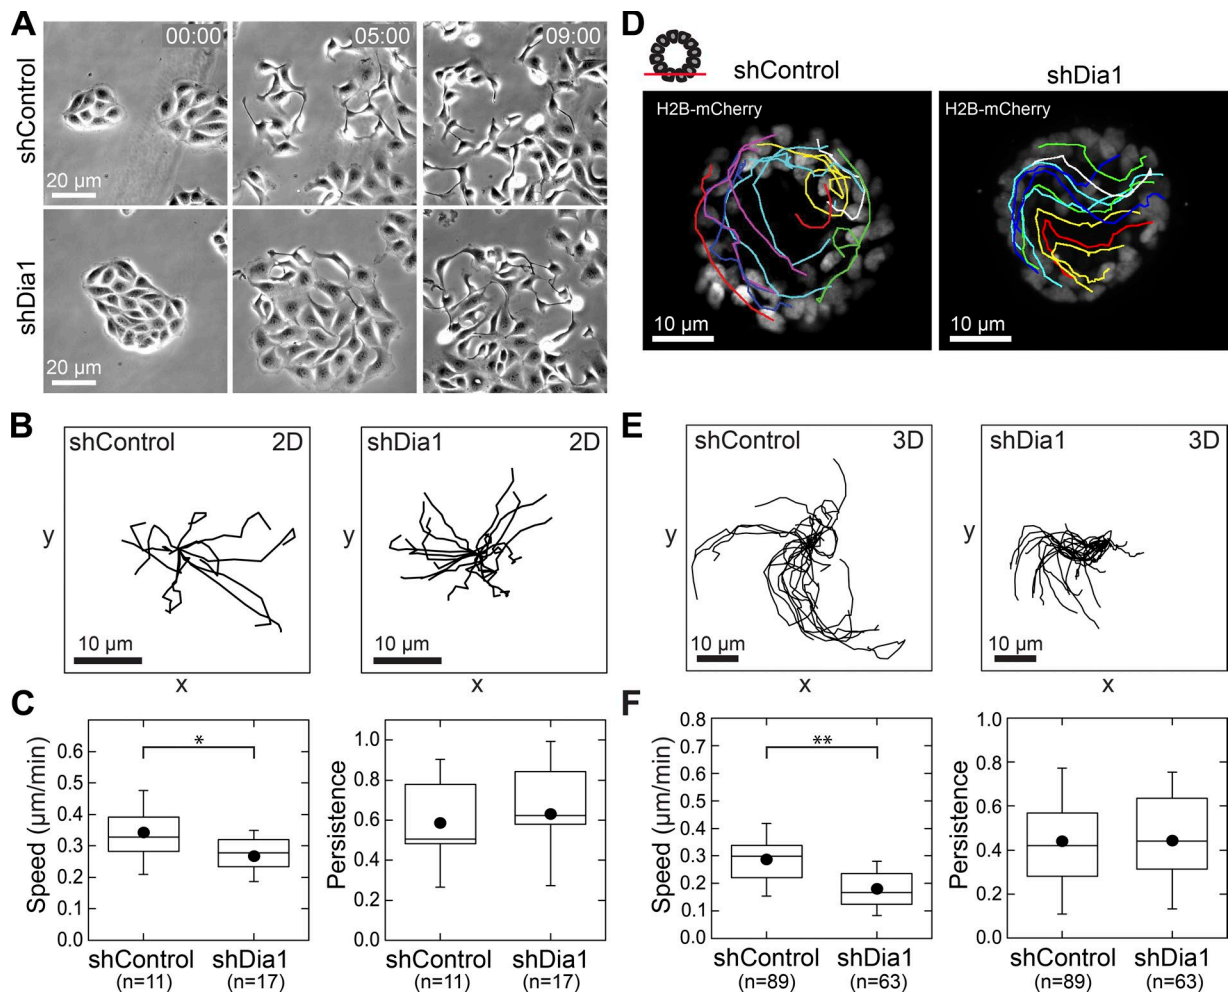 A
shControl
00:00
05:00
09:00
20 µm
shDia1
20 µm
B
shControl 2D
y
10 µm
x
shDia1 2D
y
10 µm
x
C
Speed (µm/min)
0.6
0.5
0.4
0.3
0.2
0.1
0.0
*
shControl
(n=11)
shDia1
(n=17)
Persistence
1.0
0.8
0.6
0.4
0.2
0.0
shControl
(n=11)
shDia1
(n=17)
D
shControl
H2B-mCherry
10 µm
shDia1
H2B-mCherry
10 µm
E
shControl 3D
y
10 µm
x
shDia1 3D
y
10 µm
x
F
Speed (µm/min)
0.8
0.7
0.6
0.5
0.4
0.3
0.2
0.1
0.0
**
shControl
(n=89)
shDia1
(n=63)
Persistence
1.0
0.8
0.6
0.4
0.2
0.0
shControl
(n=89)
shDia1
(n=63)